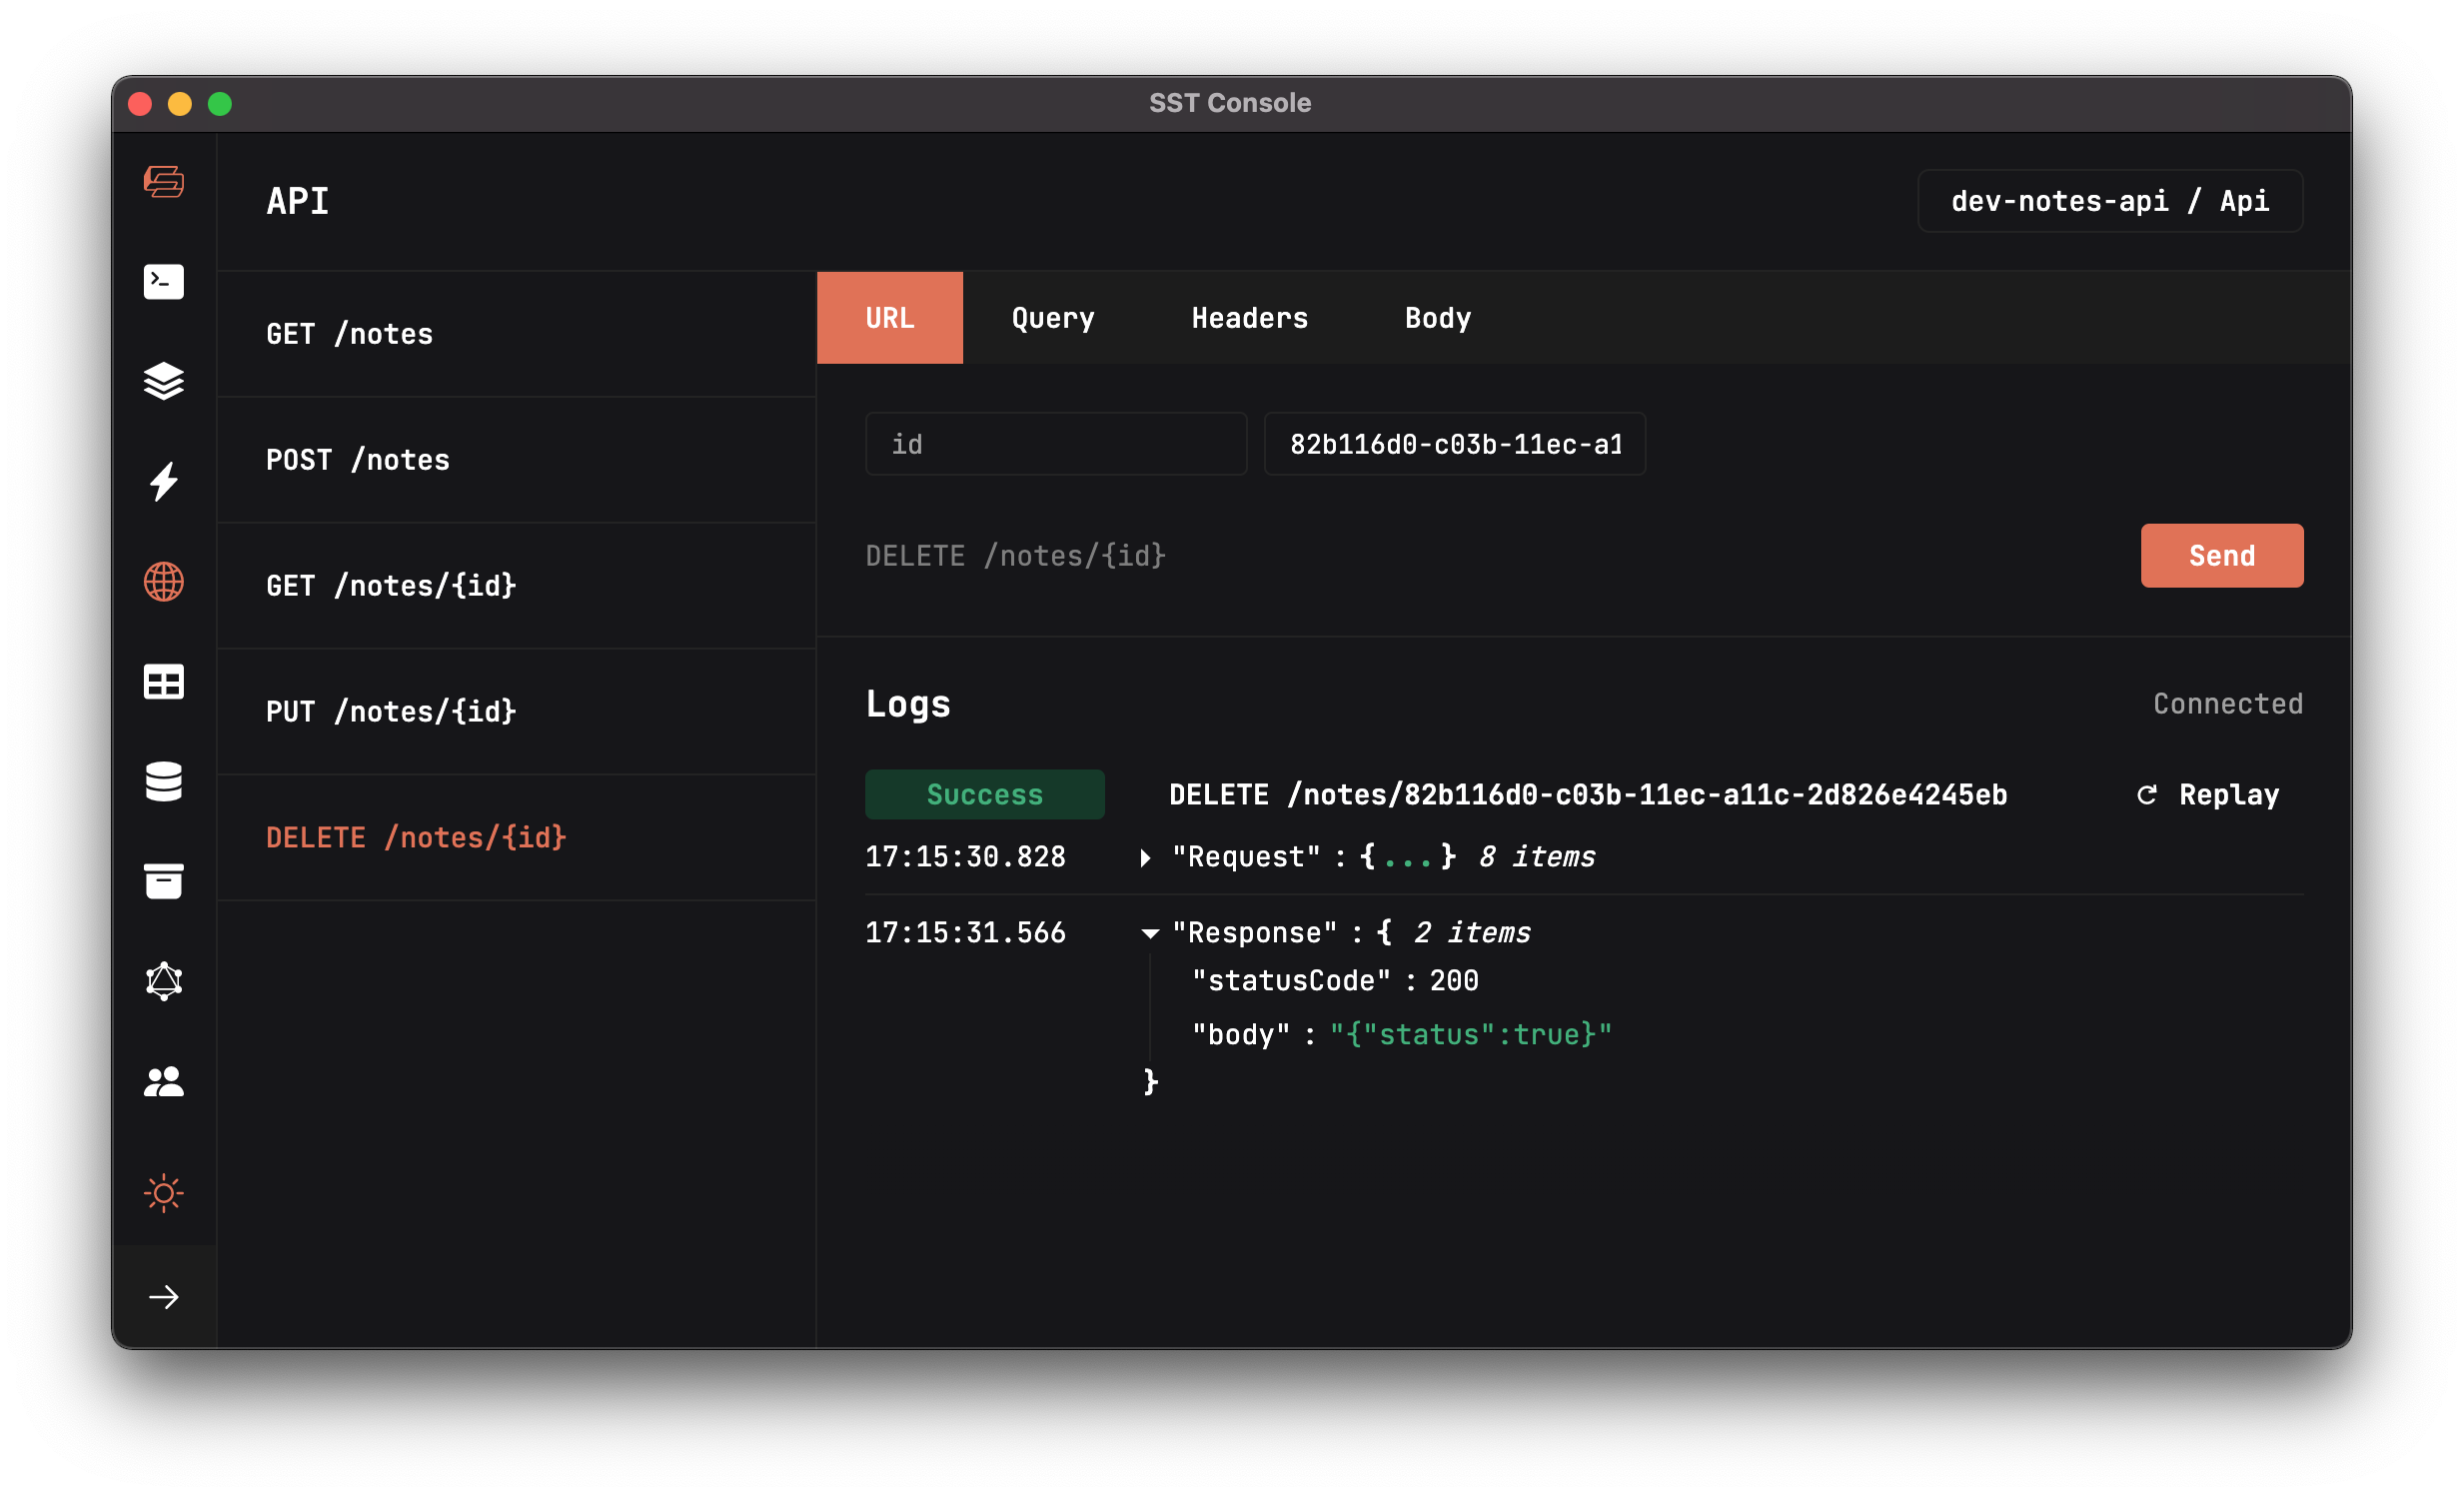 SST Console
API
dev-notes-api / Api
GET /notes
POST /notes
GET /notes/{id}
PUT /notes/{id}
DELETE /notes/{id}
URL Query Headers Body
id 82b116d0-c03b-11ec-a1
DELETE /notes/{id} Send
Logs Connected
Success DELETE /notes/82b116d0-c03b-11ec-a11c-2d826e4245eb Replay
17:15:30.828 "Request" : {...} 8 items
17:15:31.566 "Response" : { 2 items
"statusCode" : 200
"body" : "{"status":true}"
}